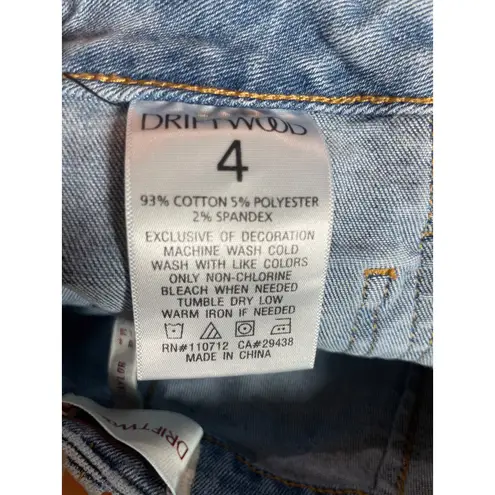 DRIFTWOOD
4
93% COTTON 5% POLYESTER
2% SPANDEX
EXCLUSIVE OF DECORATION
MACHINE WASH COLD
WASH WITH LIKE COLORS
ONLY NON-CHLORINE
BLEACH WHEN NEEDED
TUMBLE DRY LOW
WARM IRON IF NEEDED
RN#110712 CA#29438
MADE IN CHINA
DRIFTW